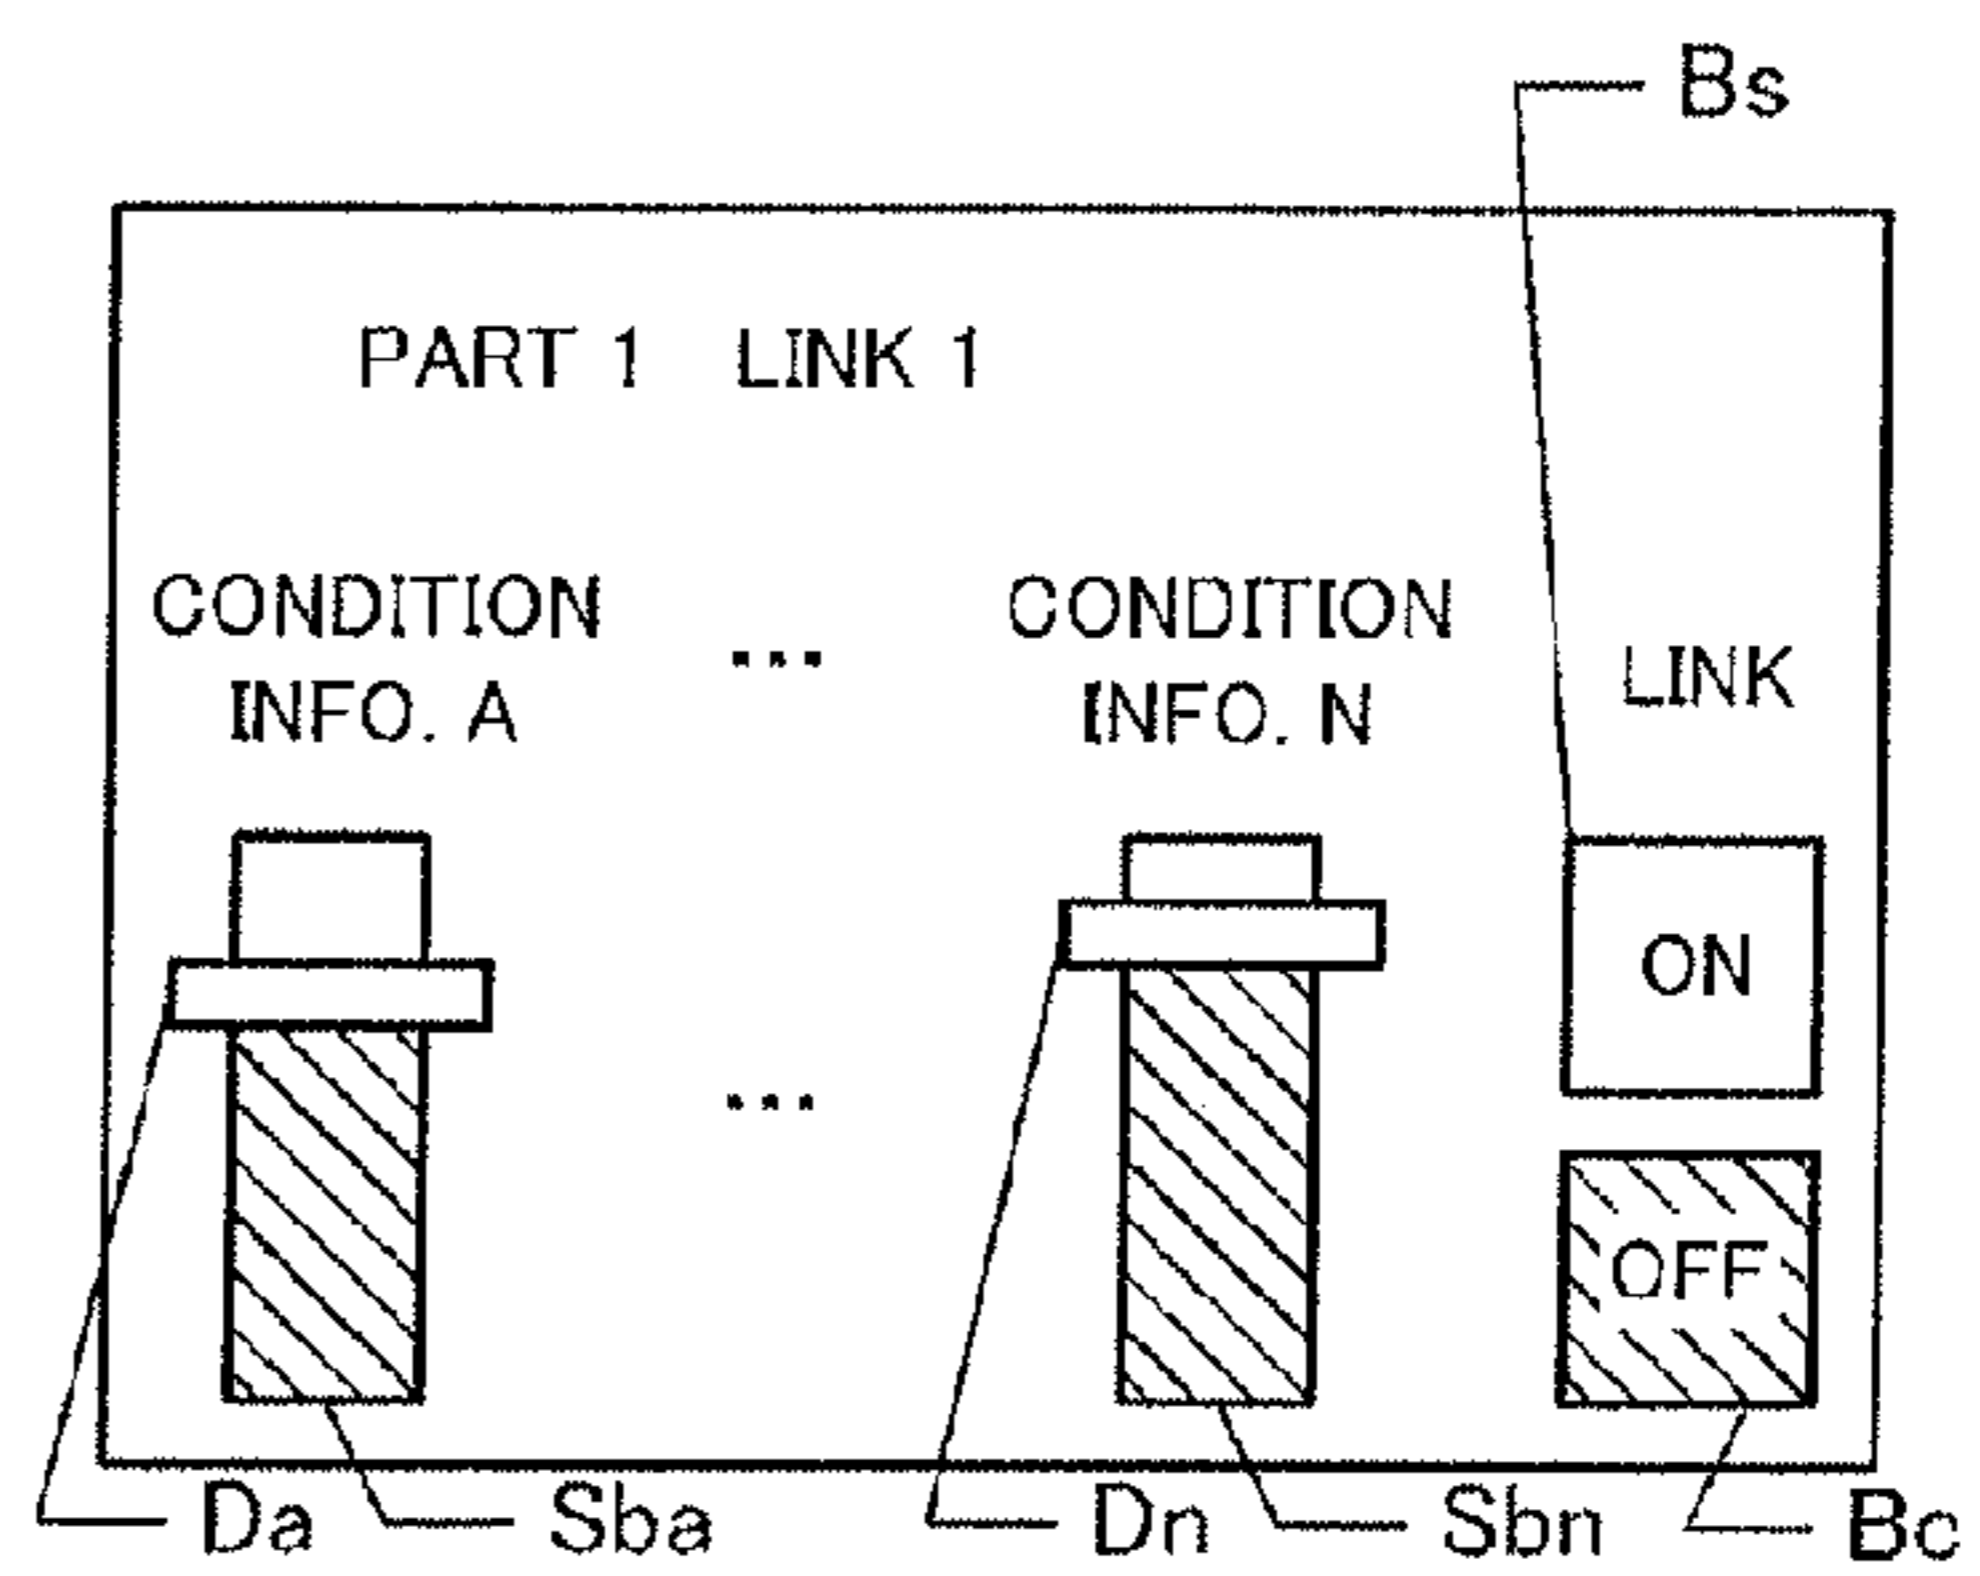 Bs
PART 1 LINK 1
CONDITION INFO. A
...
CONDITION INFO. N
LINK
ON
...
OFF
Da
Sba
Dn
Sbn
Bc